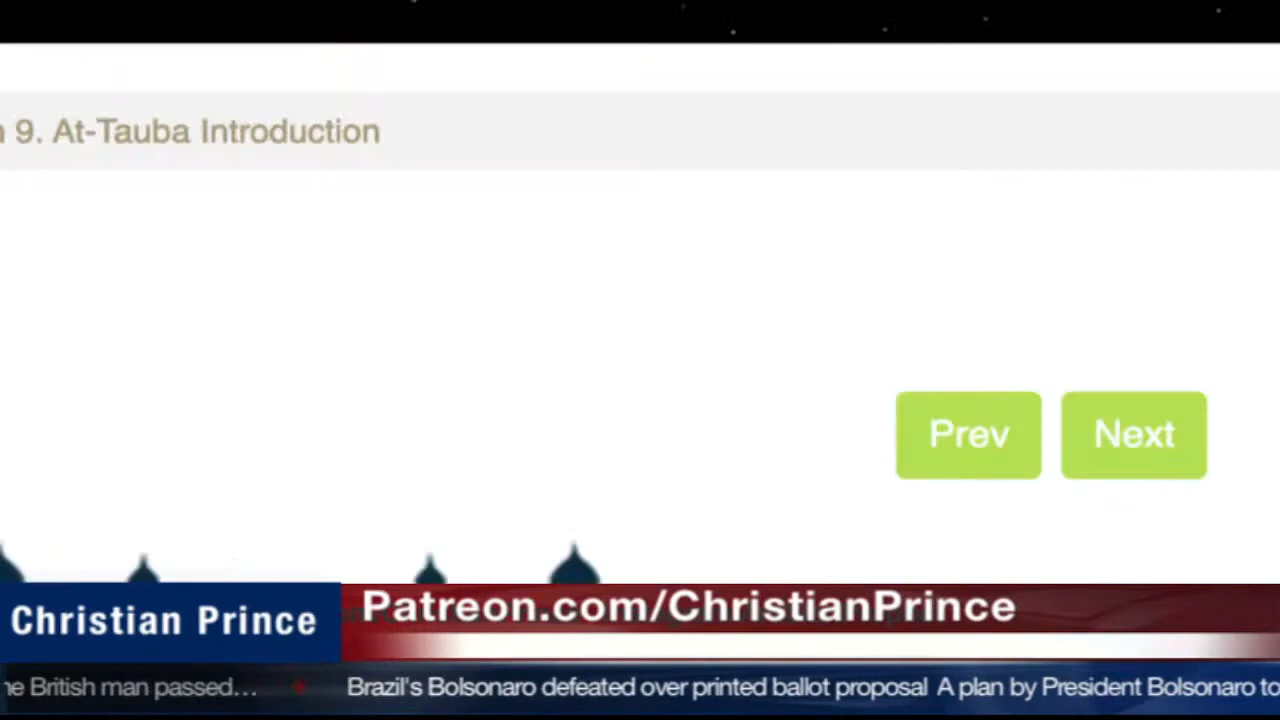 9. At-Tauba Introduction
Prev Next
Christian Prince
Patreon.com/ChristianPrince
British man passed... Brazil's Bolsonaro defeated over printed ballot proposal A plan by President Bolsonaro to